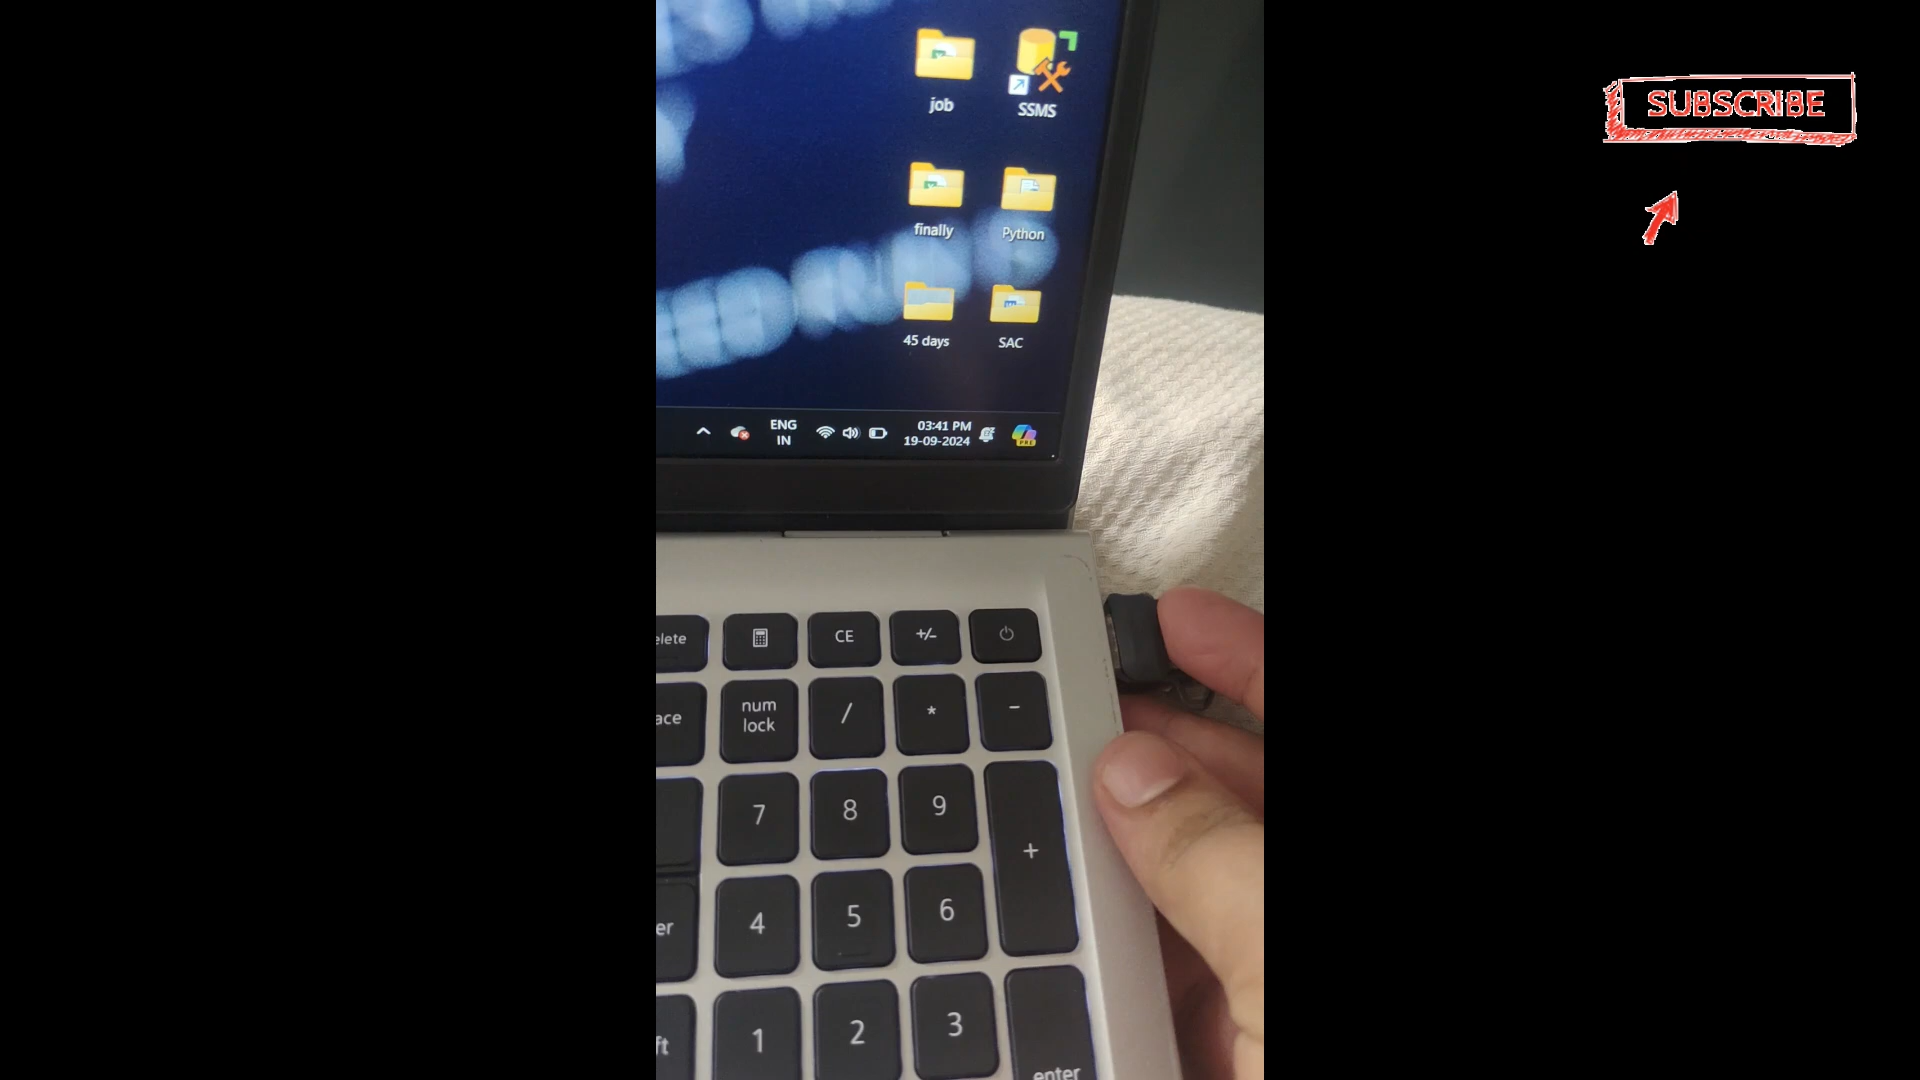 SUBSCRIBE
job
SSMS
finally
Python
45 days
SAC
ENG
IN
03:41 PM
19-09-2024
PRE
elete
CE
+/-
ace
num
lock
/
*
-
7
8
9
+
er
4
5
6
ft
1
2
3
enter